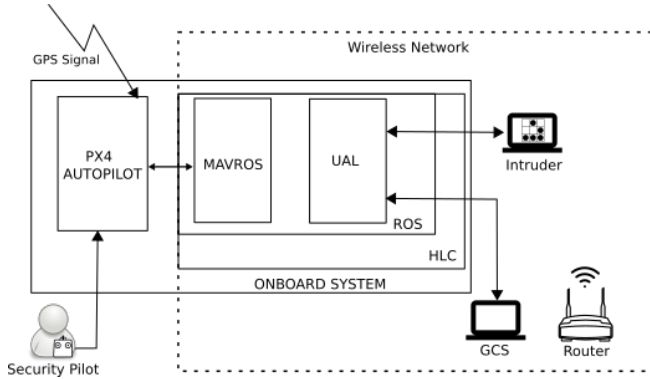 Wireless Network
GPS Signal
PX4
AUTOPILOT
MAVROS
UAL
Intruder
ROS
HLC
ONBOARD SYSTEM
GCS
Router
Security Pilot